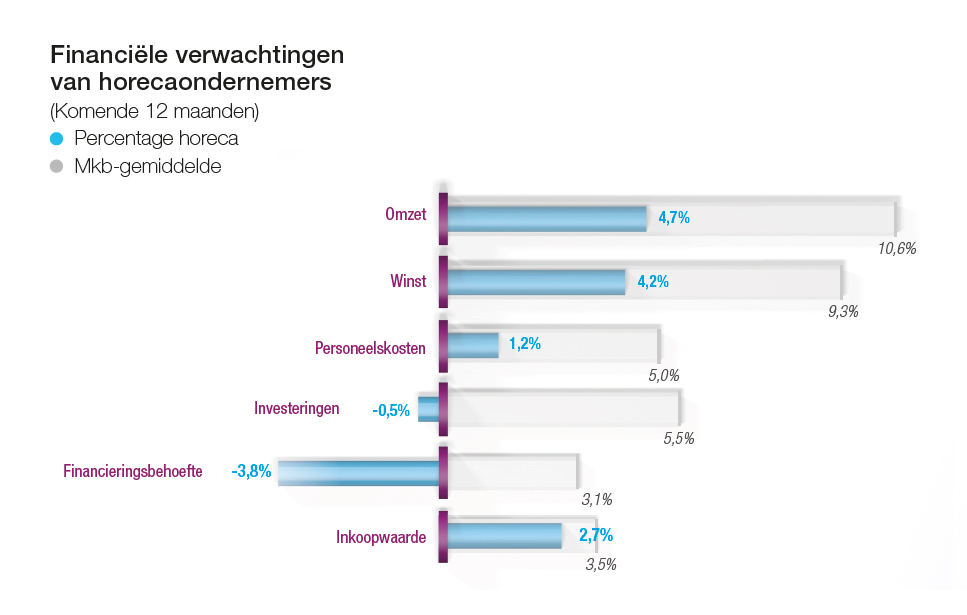 Financiële verwachtingen
van horecaondernemers
(Komende 12 maanden)
Percentage horeca
Mkb-gemiddelde
Omzet
4,7%
10,6%
Winst
4,2%
9,3%
Personeelskosten
1,2%
5,0%
Investeringen
-0,5%
5,5%
Financieringsbehoefte
-3,8%
3,1%
Inkoopwaarde
2,7%
3,5%